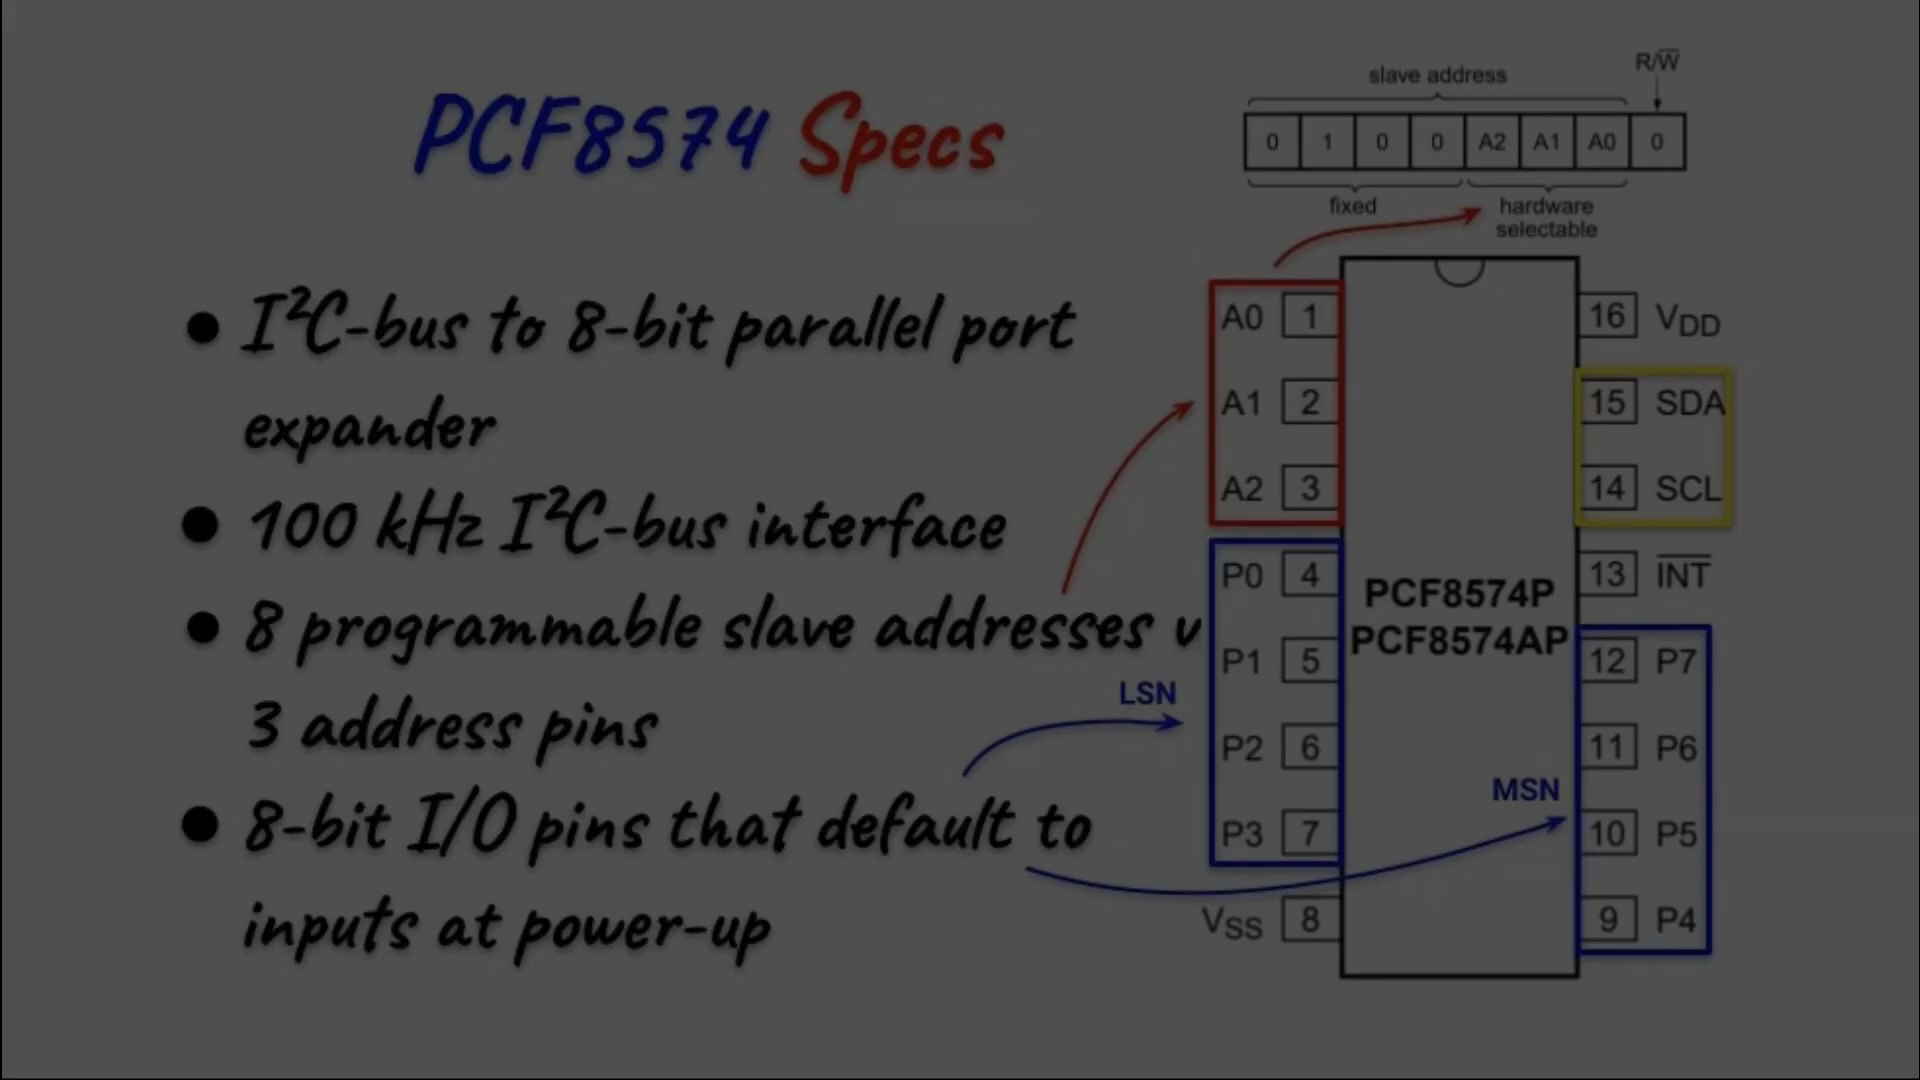 PCF8574 Specs
● I²C-bus to 8-bit parallel port
expander
● 100 kHz I²C-bus interface
● 8 programmable slave addresses v
3 address pins
● 8-bit I/O pins that default to
inputs at power-up
slave address
R/W̅
0 1 0 0 A2 A1 A0 0
fixed
hardware
selectable
A0 1
A1 2
A2 3
P0 4
P1 5
P2 6
P3 7
VSS 8
LSN
PCF8574P
PCF8574AP
MSN
16 VDD
15 SDA
14 SCL
13 I̅N̅T̅
12 P7
11 P6
10 P5
9 P4